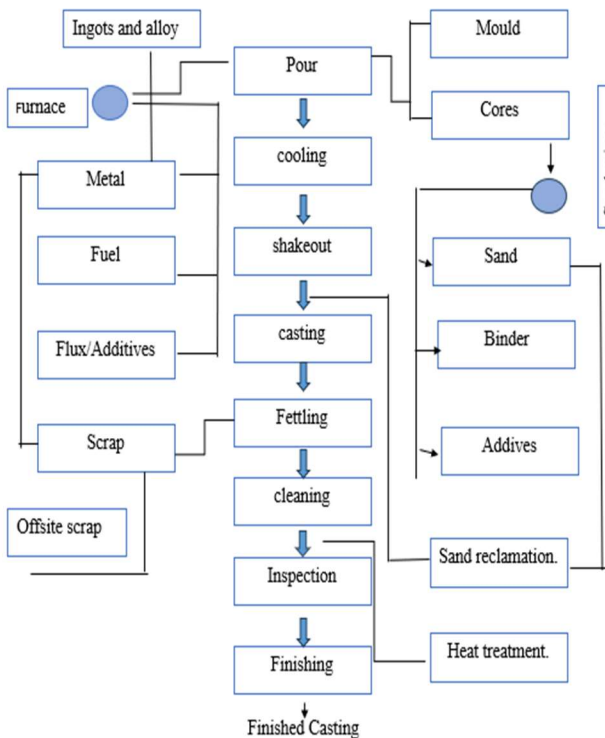 Ingots and alloy
Mould
Pour
Furnace
Cores
cooling
Metal
shakeout
Sand
Fuel
casting
Binder
Flux/Additives
Fettling
Scrap
Addives
cleaning
Offsite scrap
Sand reclamation.
Inspection
Heat treatment.
Finishing
Finished Casting